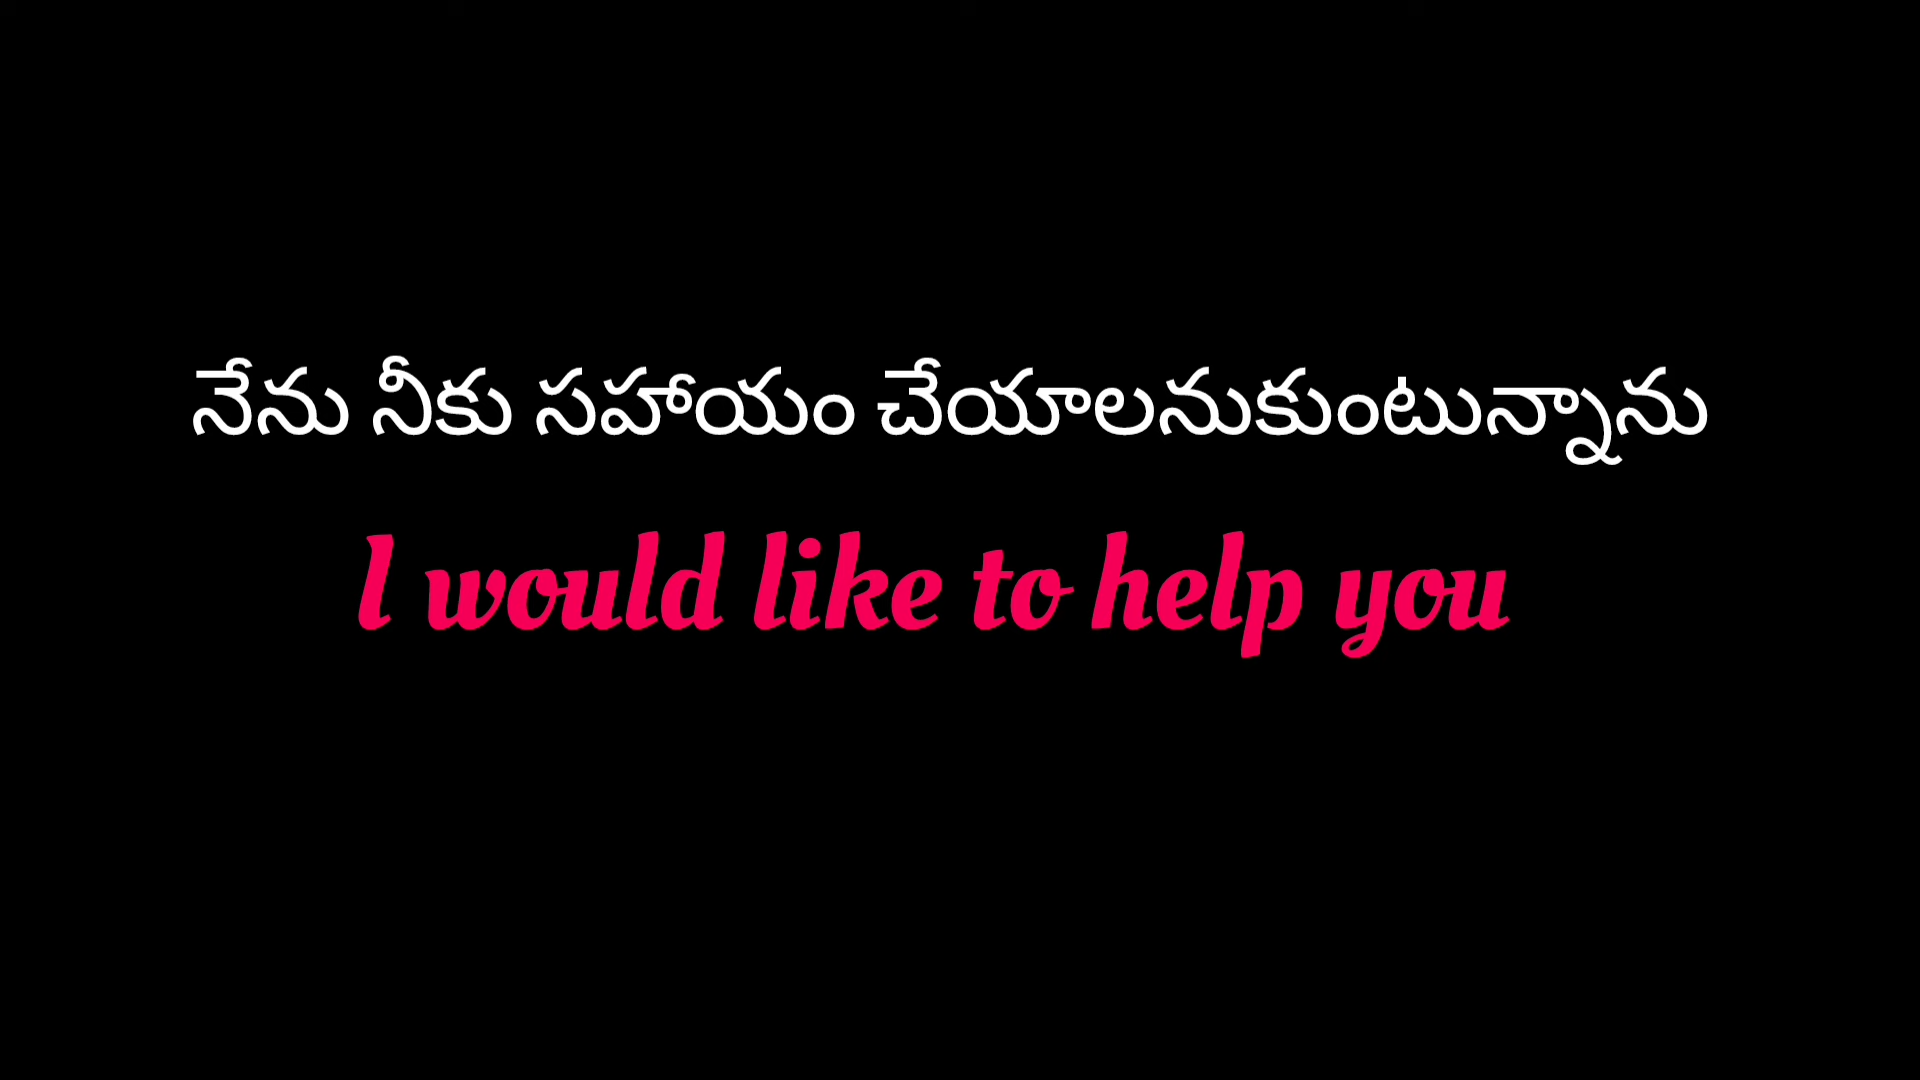 నేను నీకు సహాయం చేయాలనుకుంటున్నాను
I would like to help you